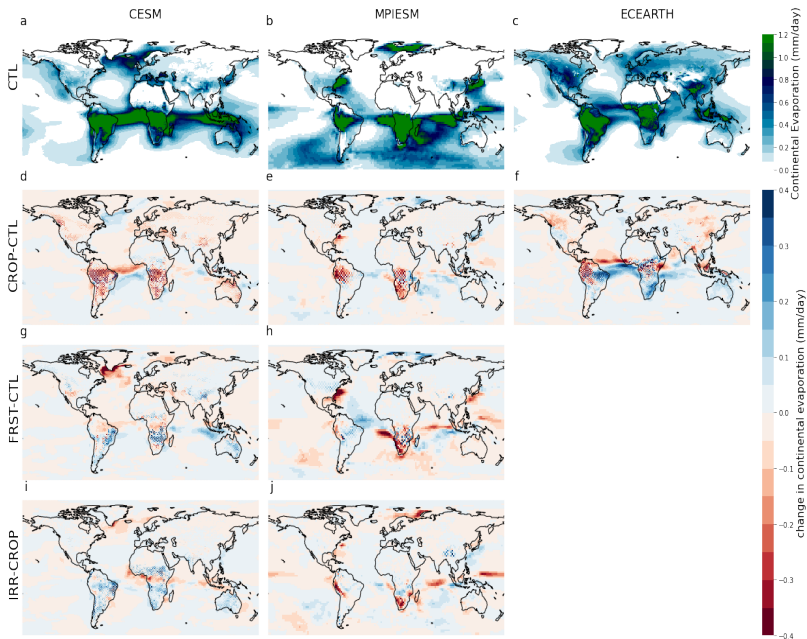 CESM
MPIESM
ECEARTH
a
b
c
CTL
1.2
1.0
0.8
0.6
0.4
0.2
0.0
Continental Evaporation (mm/day)
d
e
f
CROP-CTL
g
h
FRST-CTL
i
j
IRR-CROP
0.4
0.3
0.2
0.1
0.0
−0.1
−0.2
−0.3
−0.4
change in continental evaporation (mm/day)